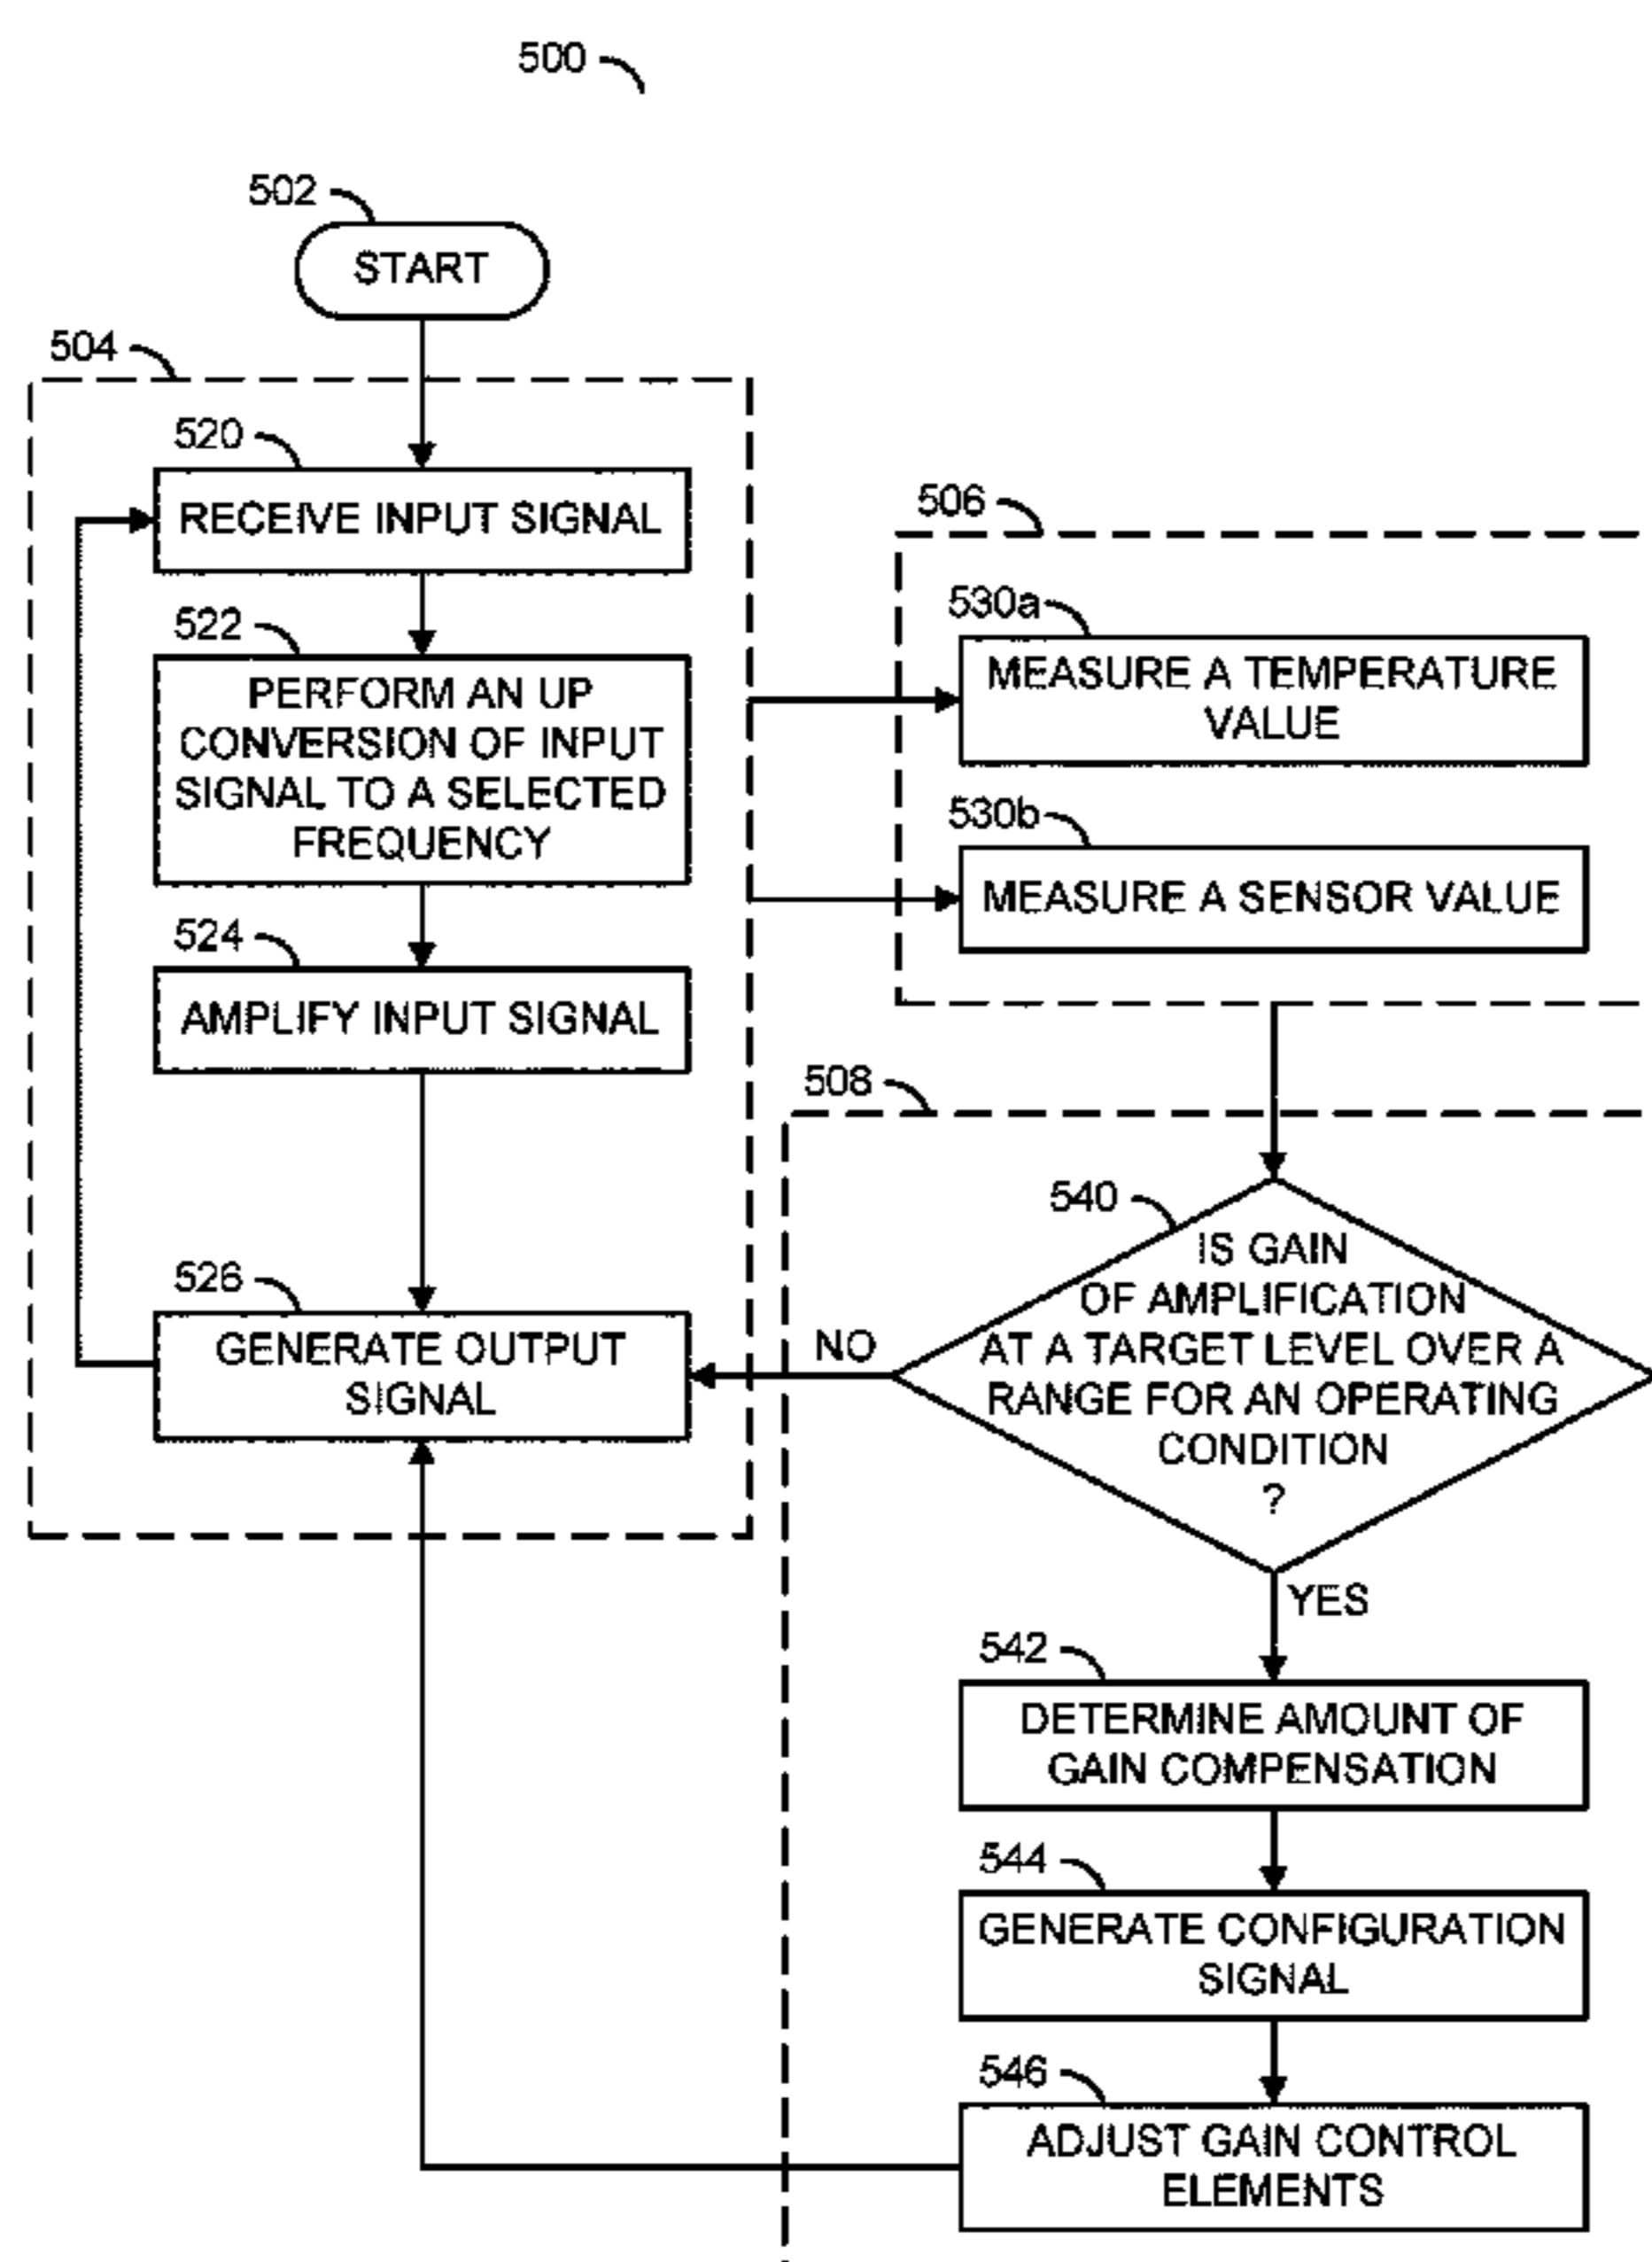 500
502
START
504
520
RECEIVE INPUT SIGNAL
522
PERFORM AN UP
CONVERSION OF INPUT
SIGNAL TO A SELECTED
FREQUENCY
524
AMPLIFY INPUT SIGNAL
526
GENERATE OUTPUT
SIGNAL
506
530a
MEASURE A TEMPERATURE
VALUE
530b
MEASURE A SENSOR VALUE
508
540
IS GAIN
OF AMPLIFICATION
AT A TARGET LEVEL OVER A
RANGE FOR AN OPERATING
CONDITION
?
NO
YES
542
DETERMINE AMOUNT OF
GAIN COMPENSATION
544
GENERATE CONFIGURATION
SIGNAL
546
ADJUST GAIN CONTROL
ELEMENTS